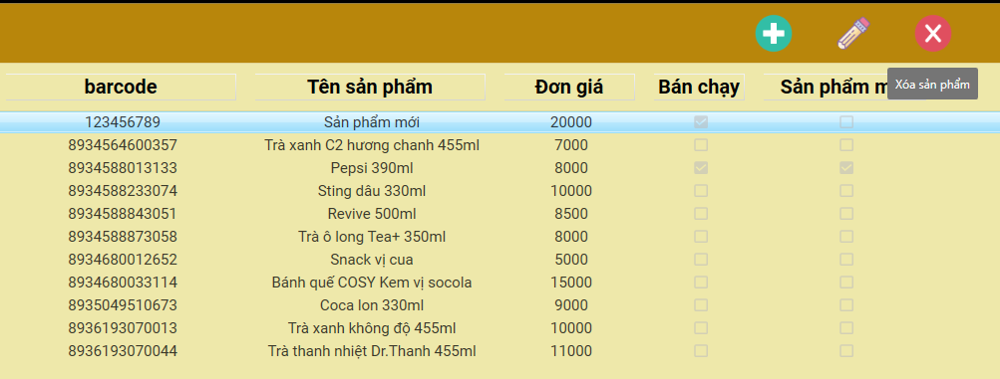 barcode Tên sản phẩm Đơn giá Bán chạy Sản phẩm Xóa sản phẩm
123456789 Sản phẩm mới 20000
8934564600357 Trà xanh C2 hương chanh 455ml 7000
8934588013133 Pepsi 390ml 8000
8934588233074 Sting dâu 330ml 10000
8934588843051 Revive 500ml 8500
8934588873058 Trà ô long Tea+ 350ml 8000
8934680012652 Snack vị cua 5000
8934680033114 Bánh quế COSY Kem vị socola 15000
8935049510673 Coca lon 330ml 9000
8936193070013 Trà xanh không độ 455ml 10000
8936193070044 Trà thanh nhiệt Dr.Thanh 455ml 11000